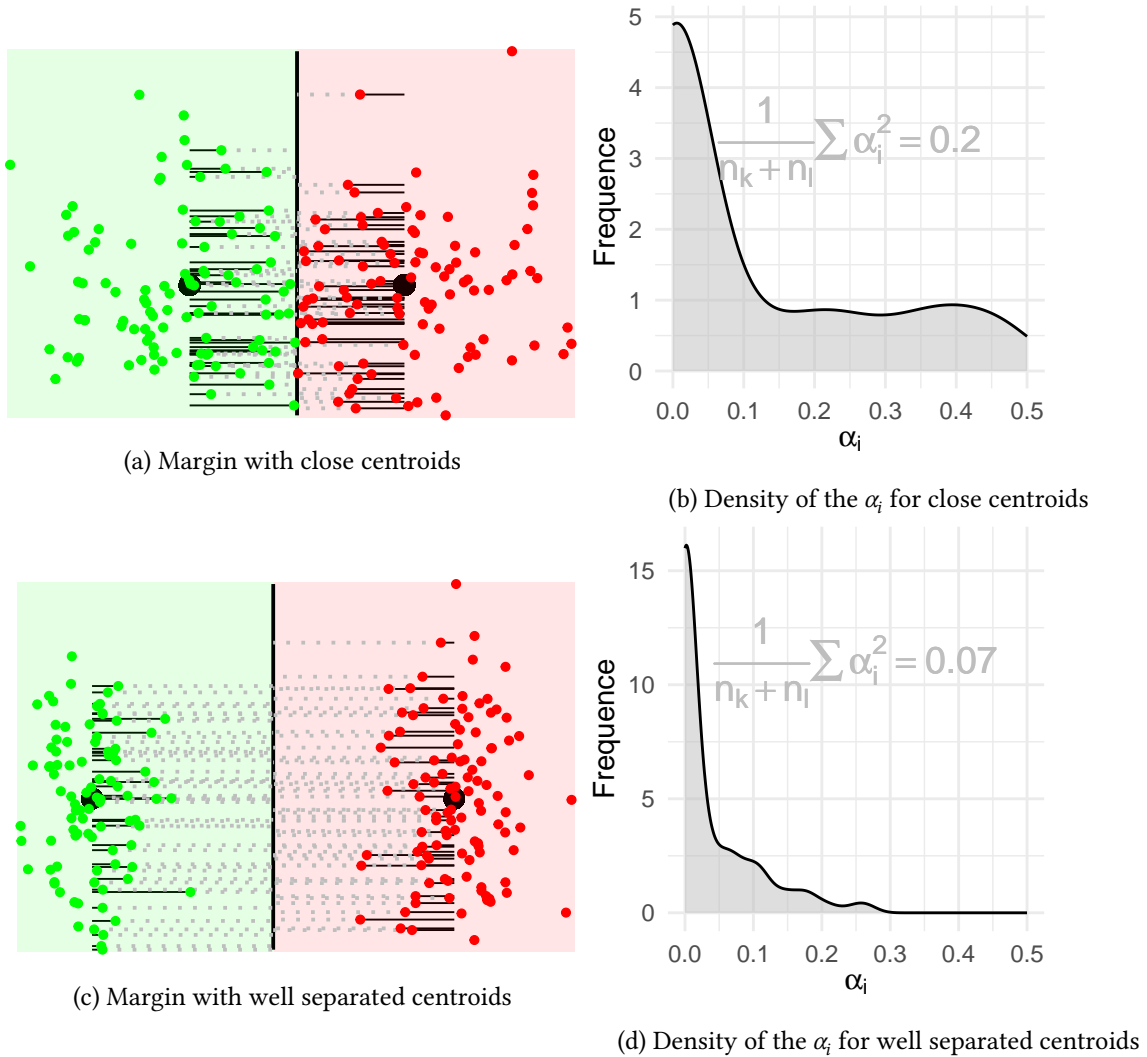 (a) Margin with close centroids
5
4
3
2
1
0
Frequence
1
n_k + n_l ∑ α_i^2 = 0.2
0.0 0.1 0.2 0.3 0.4 0.5
α_i
(b) Density of the α_i for close centroids
(c) Margin with well separated centroids
15
10
5
0
Frequence
1
n_k + n_l ∑ α_i^2 = 0.07
0.0 0.1 0.2 0.3 0.4 0.5
α_i
(d) Density of the α_i for well separated centroids